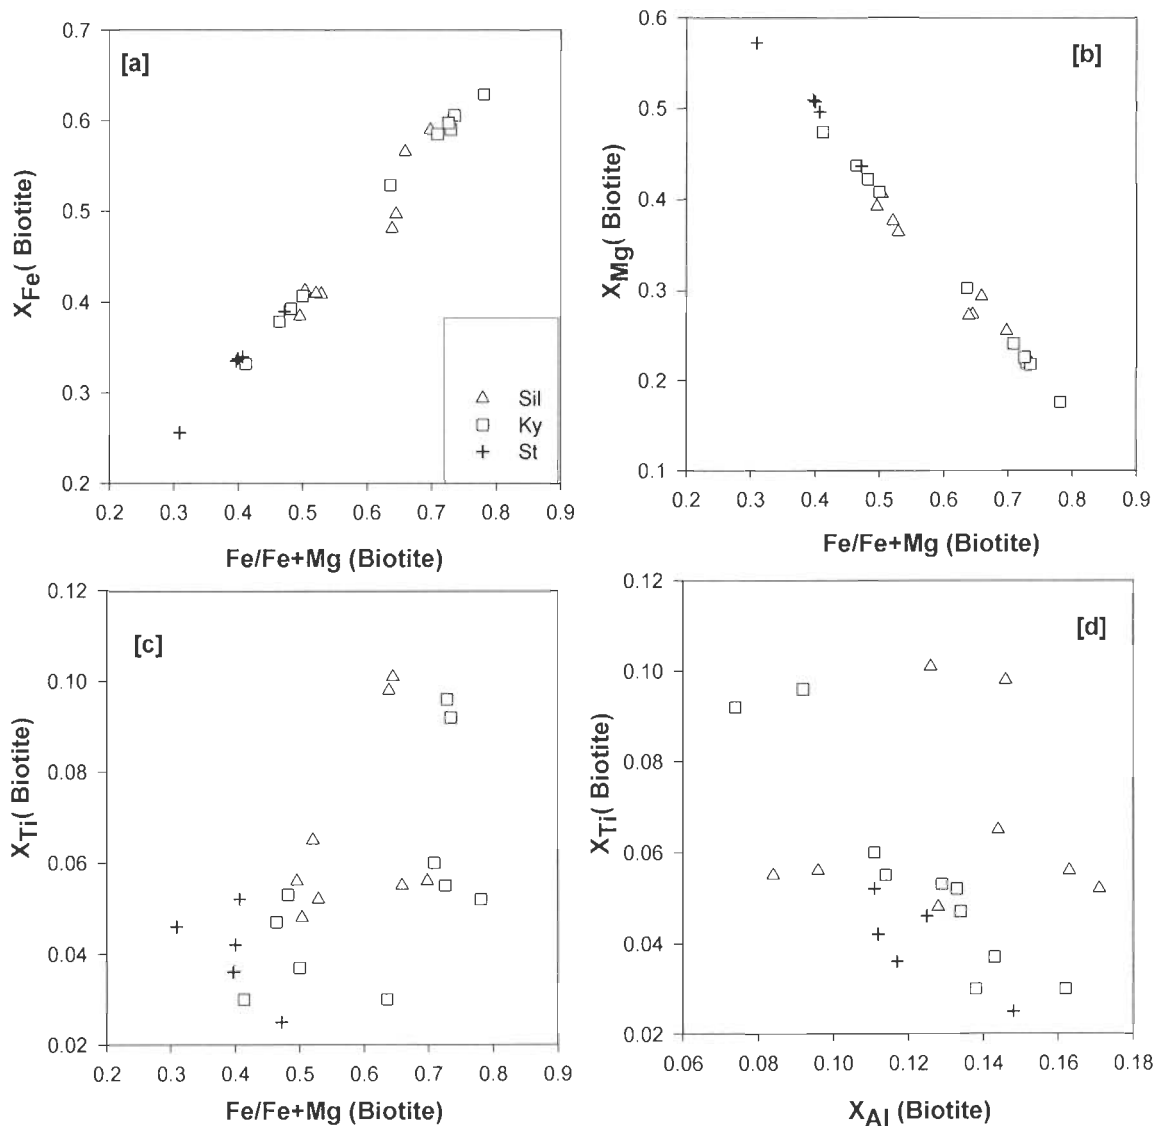 [a]
0.7
0.6
0.5
0.4
0.3
0.2
X_Fe( Biotite)
Sil
Ky
St
0.2 0.3 0.4 0.5 0.6 0.7 0.8 0.9
Fe/Fe+Mg (Biotite)
[b]
0.6
0.5
0.4
0.3
0.2
0.1
X_Mg( Biotite)
0.2 0.3 0.4 0.5 0.6 0.7 0.8 0.9
Fe/Fe+Mg (Biotite)
[c]
0.12
0.10
0.08
0.06
0.04
0.02
X_Ti( Biotite)
0.2 0.3 0.4 0.5 0.6 0.7 0.8 0.9
Fe/Fe+Mg (Biotite)
[d]
0.12
0.10
0.08
0.06
0.04
0.02
X_Ti( Biotite)
0.06 0.08 0.10 0.12 0.14 0.16 0.18
X_Al (Biotite)